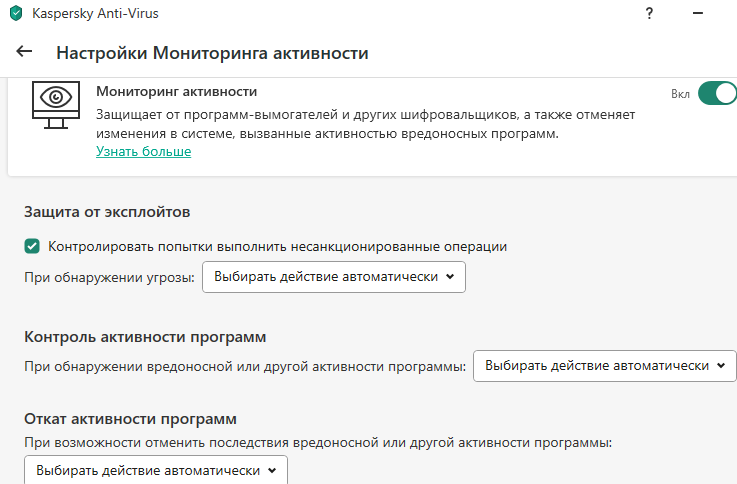 Kaspersky Anti-Virus
?
Настройки Мониторинга активности
Мониторинг активности
Вкл
Защищает от программ-вымогателей и других шифровальщиков, а также отменяет
изменения в системе, вызванные активностью вредоносных программ.
Узнать больше
Защита от эксплойтов
Контролировать попытки выполнить несанкционированные операции
При обнаружении угрозы: Выбирать действие автоматически
Контроль активности программ
При обнаружении вредоносной или другой активности программы: Выбирать действие автоматически
Откат активности программ
При возможности отменить последствия вредоносной или другой активности программы:
Выбирать действие автоматически